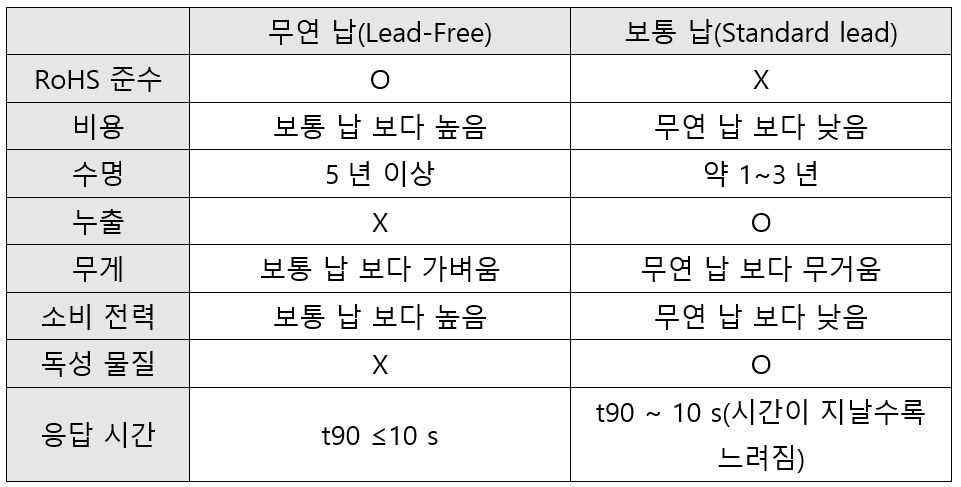 무연 납(Lead-Free) 보통 납(Standard lead)
RoHS 준수 O X
비용 보통 납 보다 높음 무연 납 보다 낮음
수명 5 년 이상 약 1~3 년
누출 X O
무게 보통 납 보다 가벼움 무연 납 보다 무거움
소비 전력 보통 납 보다 높음 무연 납 보다 낮음
독성 물질 X O
응답 시간 t90 ≤10 s t90 ~ 10 s(시간이 지날수록
느려짐)